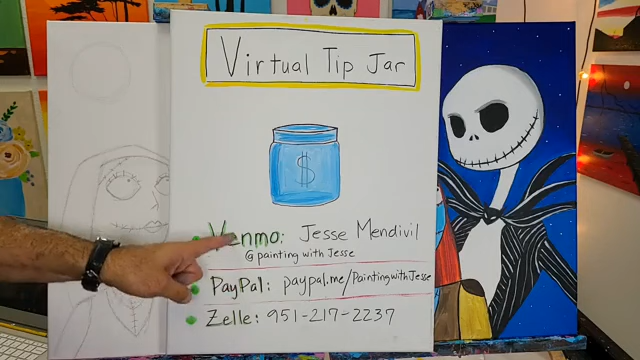 Virtual Tip Jar
$
Venmo: Jesse Mendivil
@painting with Jesse
PayPal: paypal.me/PaintingwithJesse
Zelle: 951-217-2237